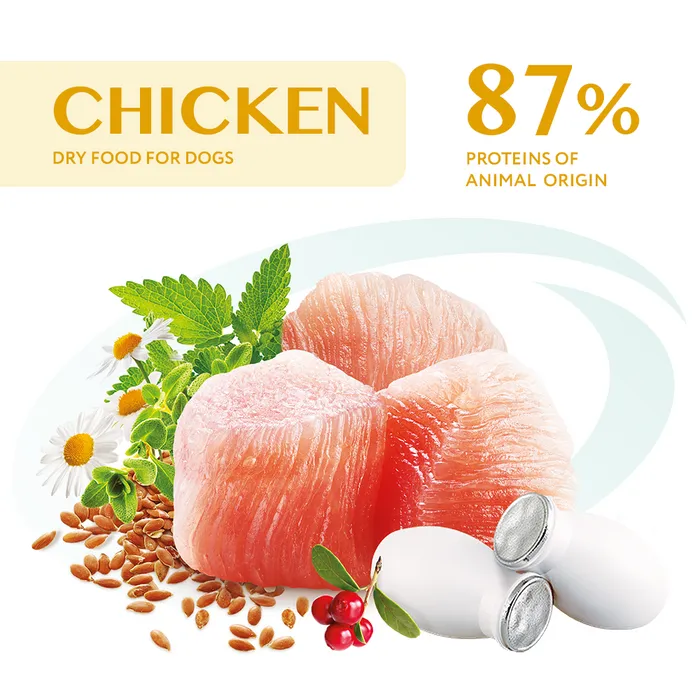 CHICKEN
DRY FOOD FOR DOGS
87%
PROTEINS OF
ANIMAL ORIGIN